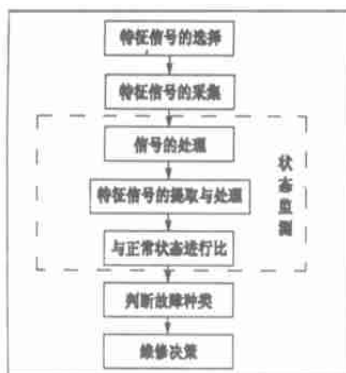 特征信号的选择
特征信号的采集
信号的处理
特征信号的提取与处理
与正常状态进行比
判断故障种类
维修决策
状态监测